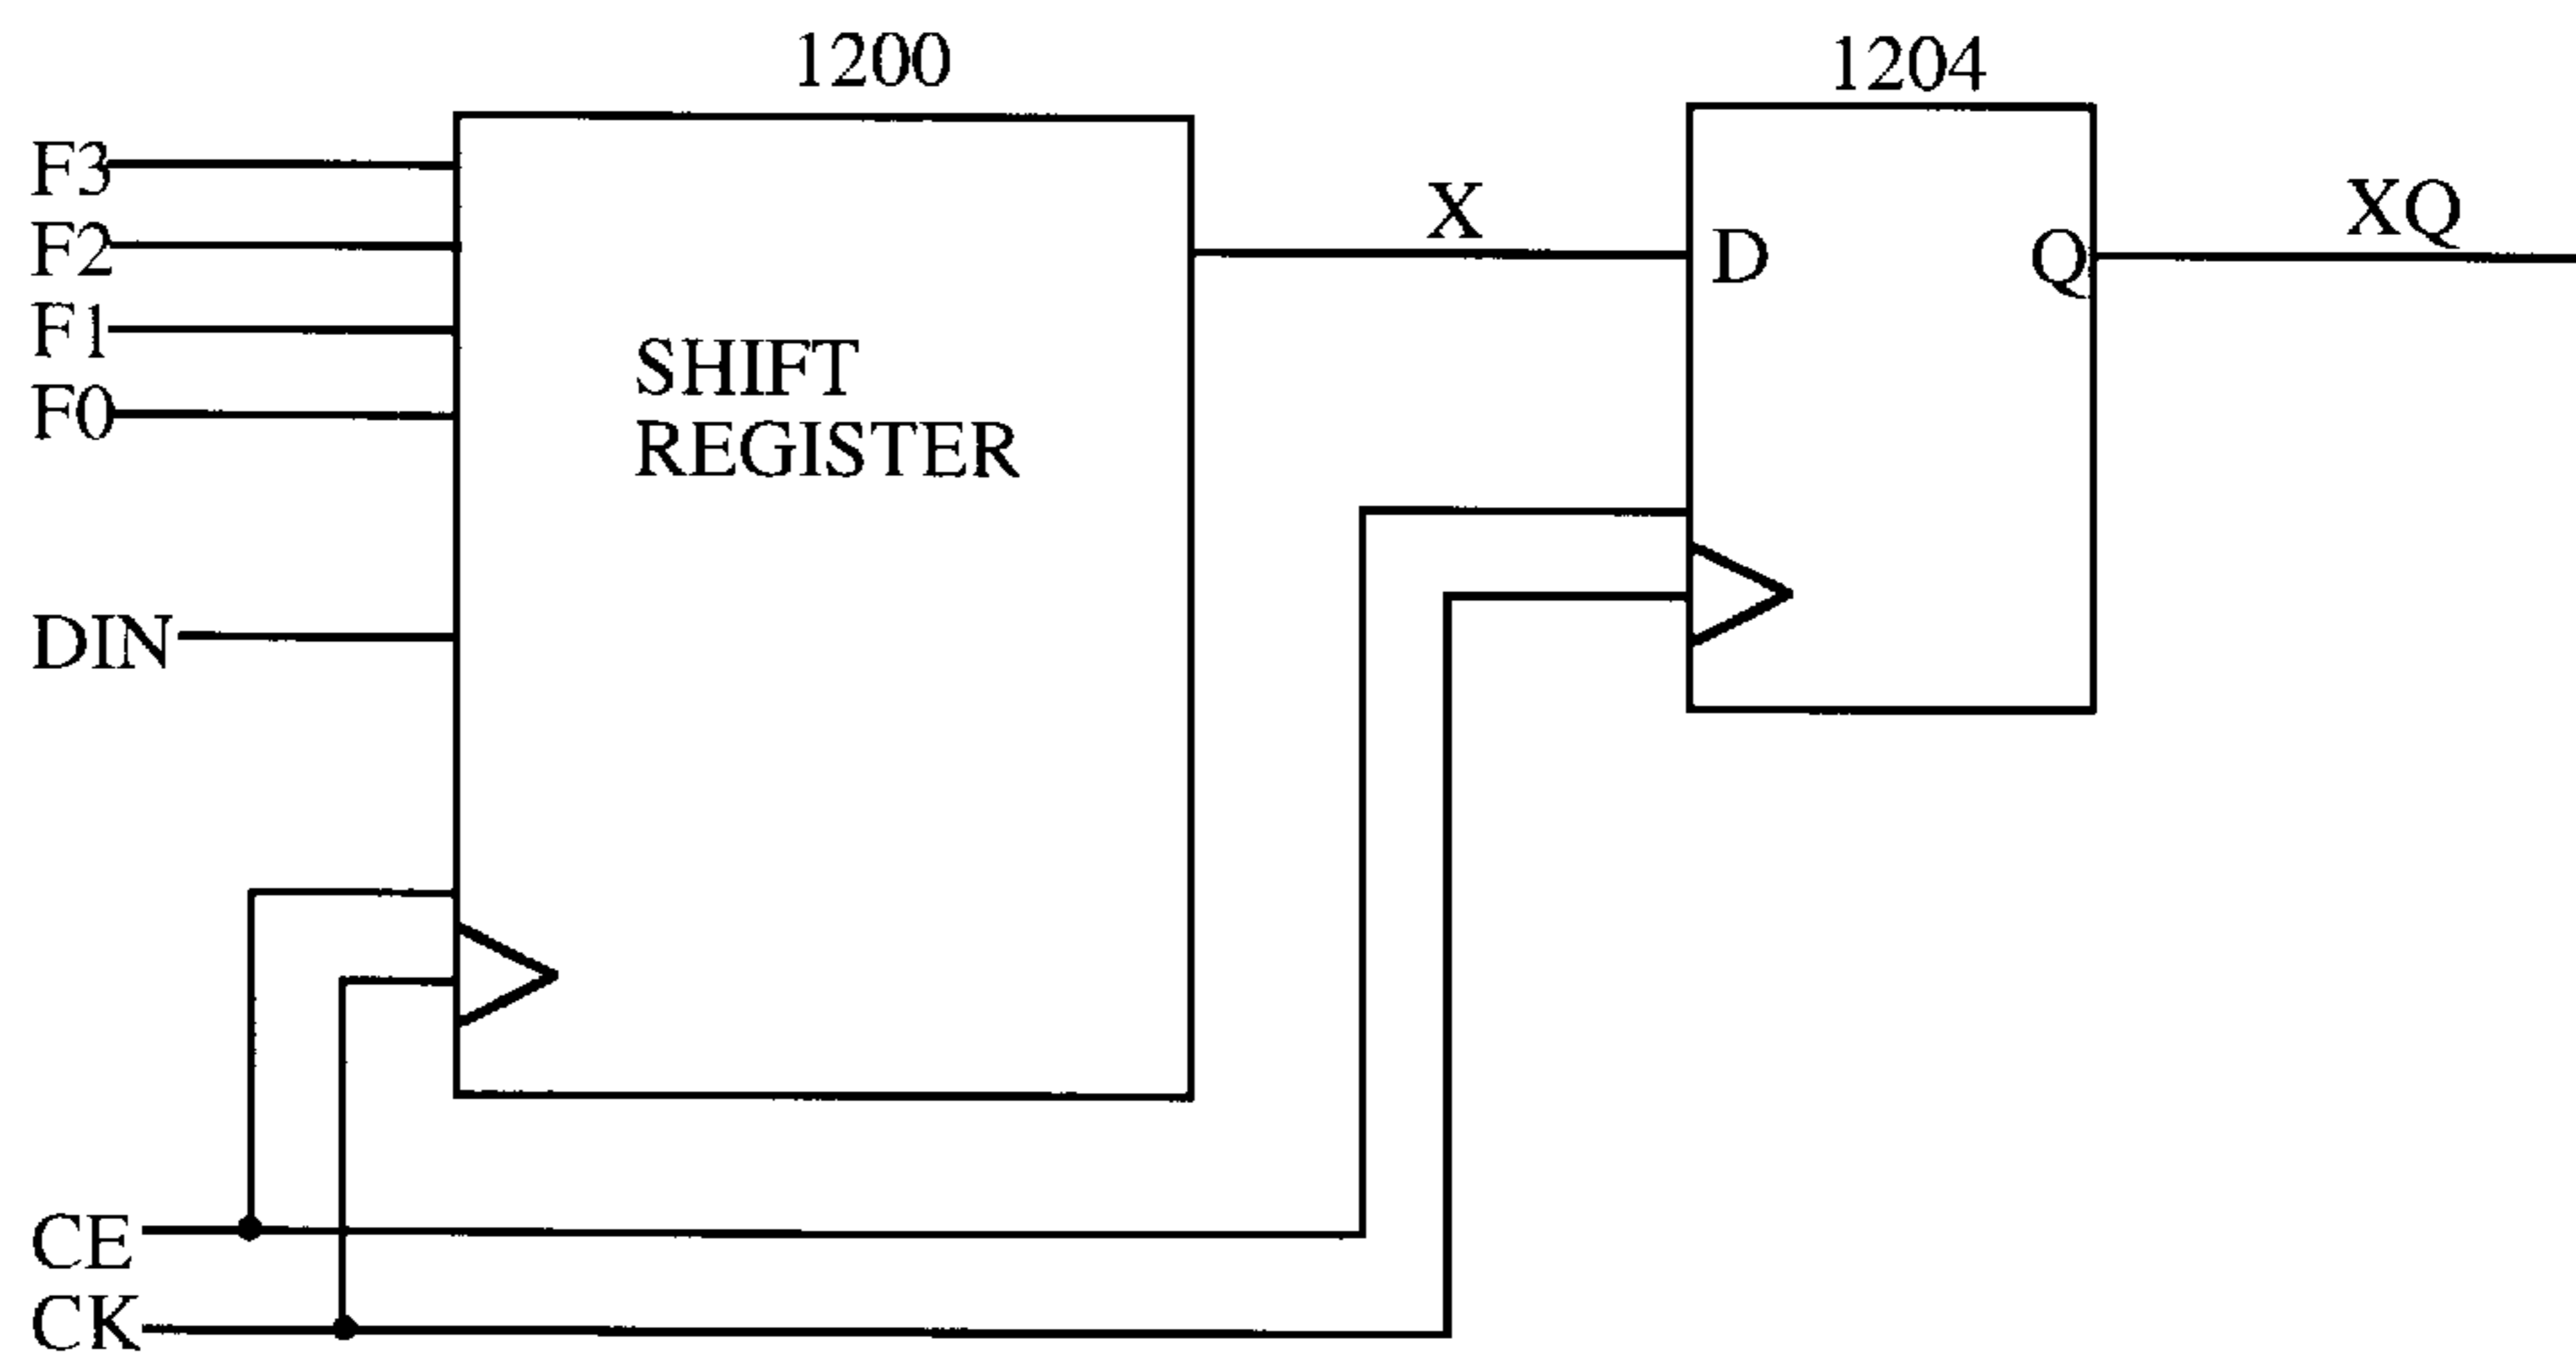 1200
1204
F3
F2
F1
F0
X
XQ
D
Q
SHIFT
REGISTER
DIN
CE
CK